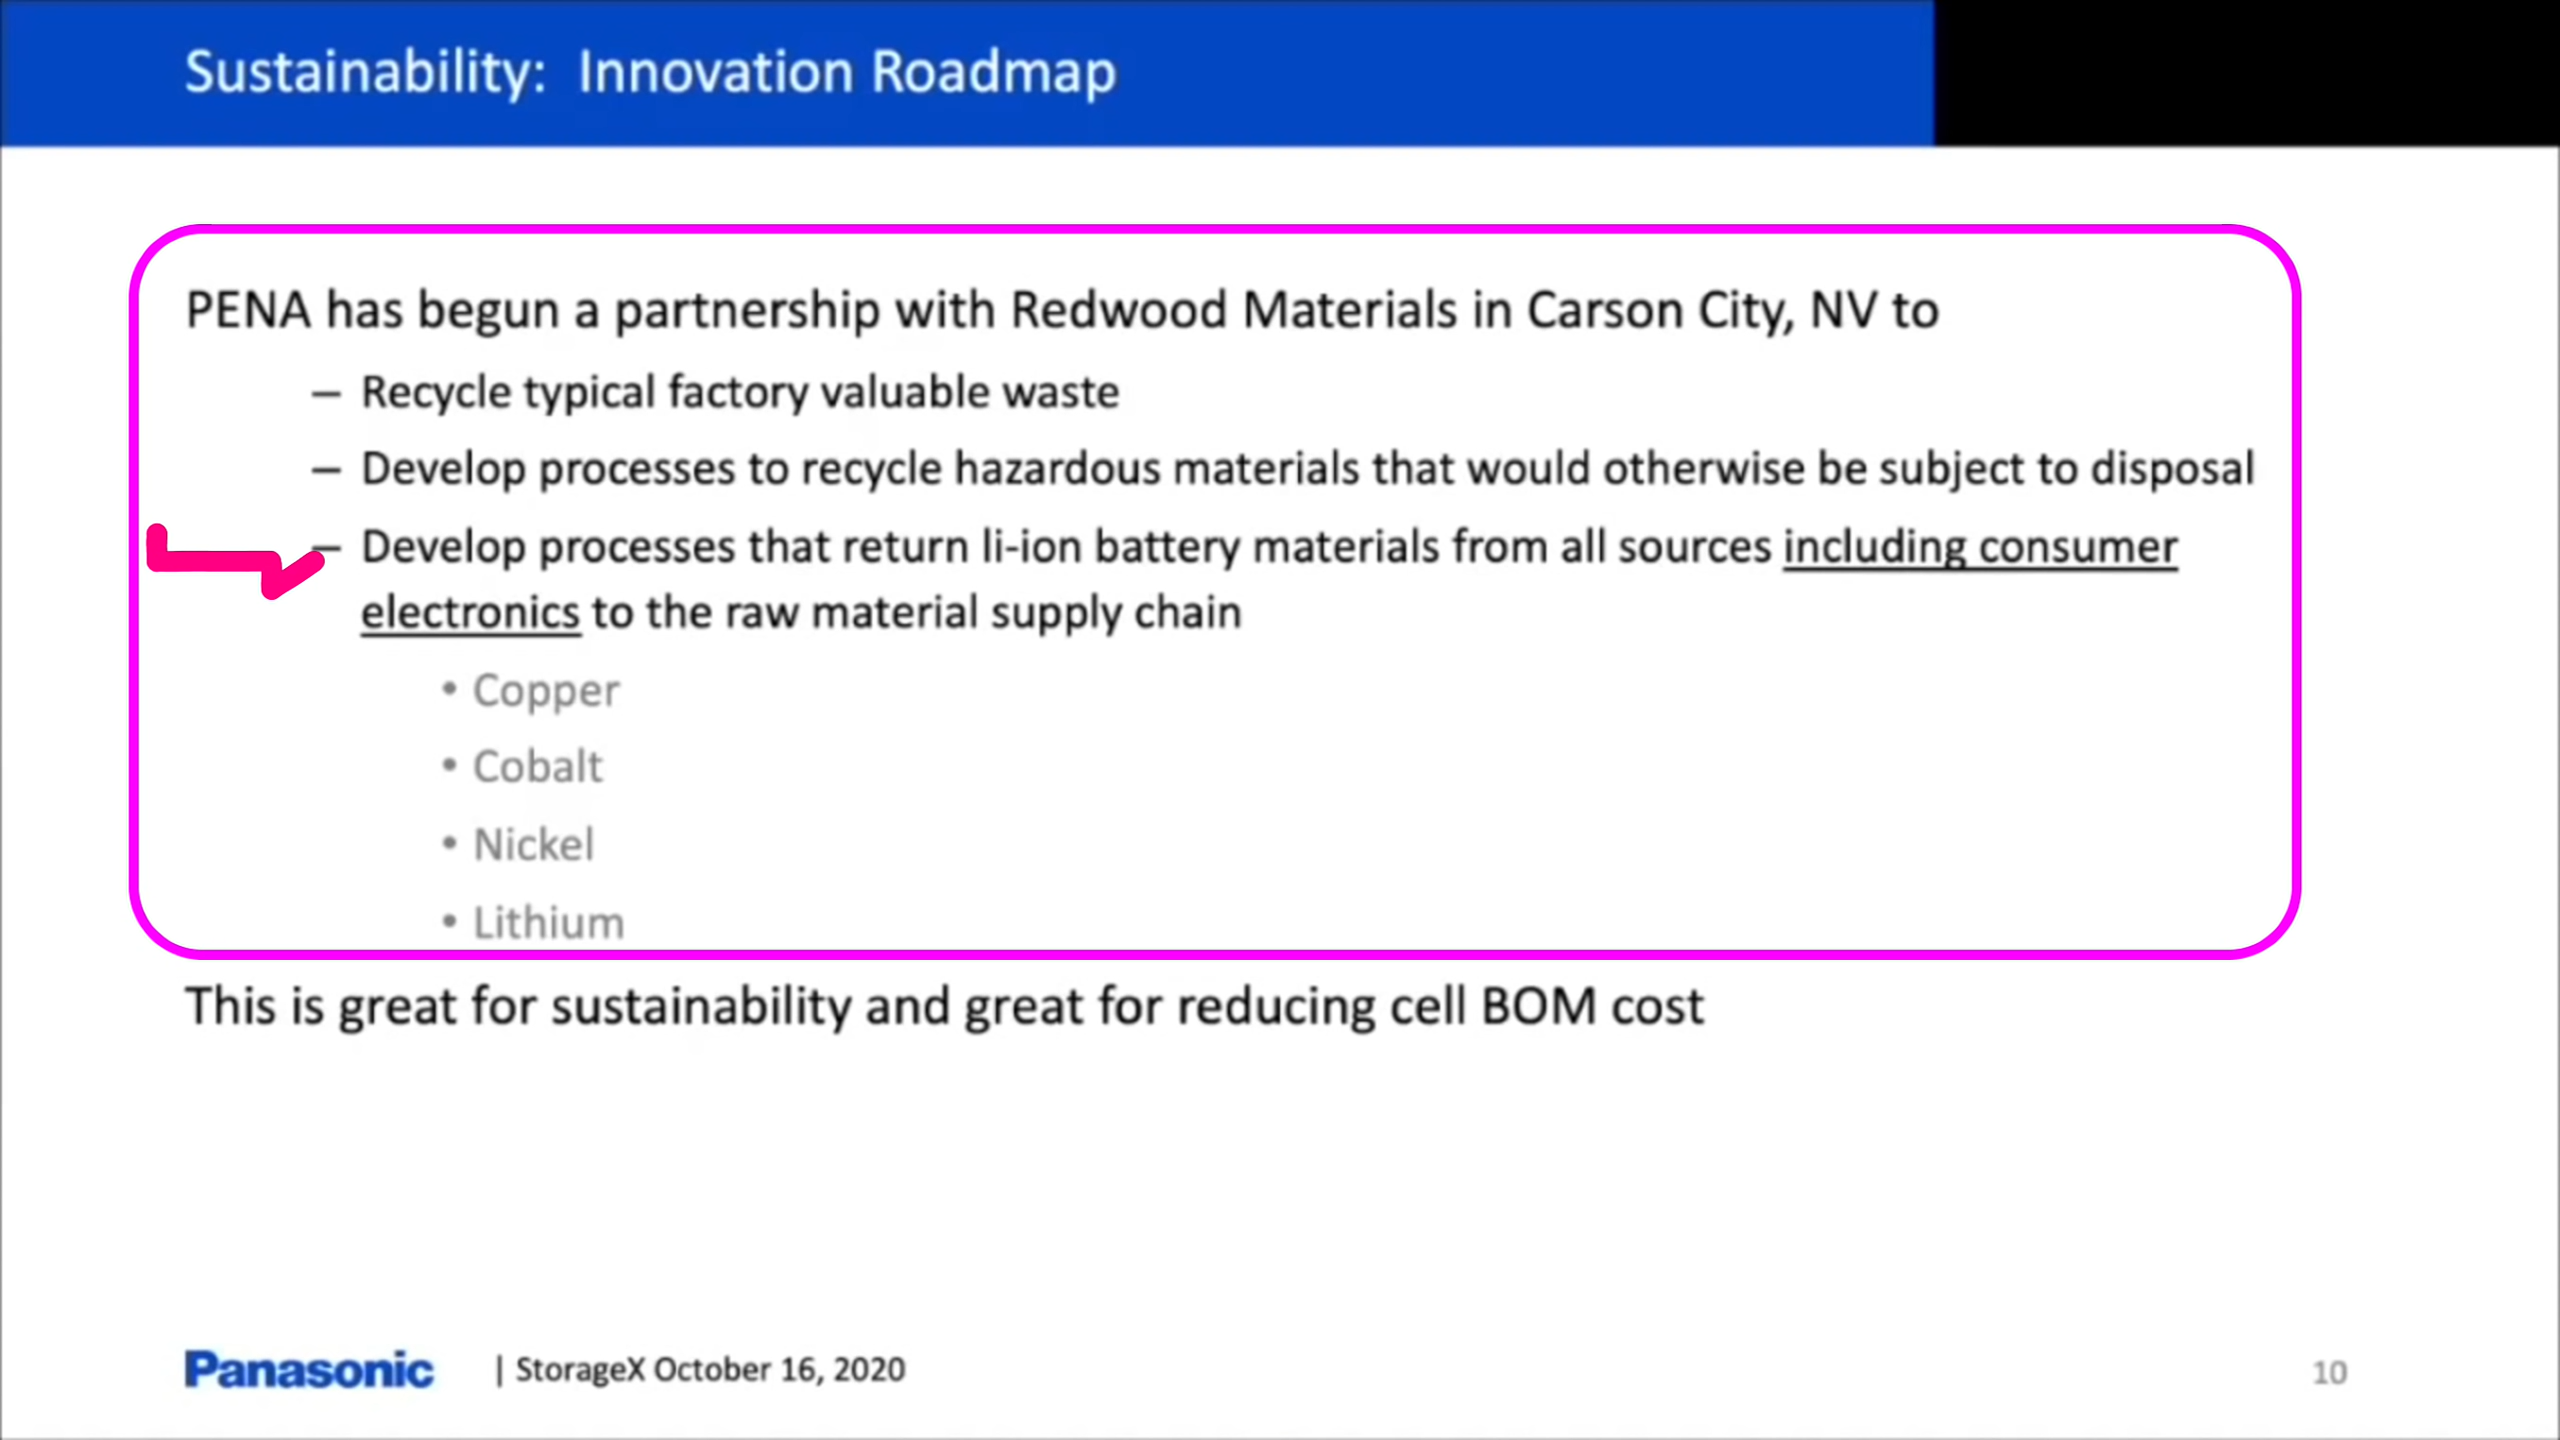 Sustainability: Innovation Roadmap
PENA has begun a partnership with Redwood Materials in Carson City, NV to
– Recycle typical factory valuable waste
– Develop processes to recycle hazardous materials that would otherwise be subject to disposal
– Develop processes that return li-ion battery materials from all sources including consumer
electronics to the raw material supply chain
• Copper
• Cobalt
• Nickel
• Lithium
This is great for sustainability and great for reducing cell BOM cost
Panasonic | StorageX October 16, 2020 10